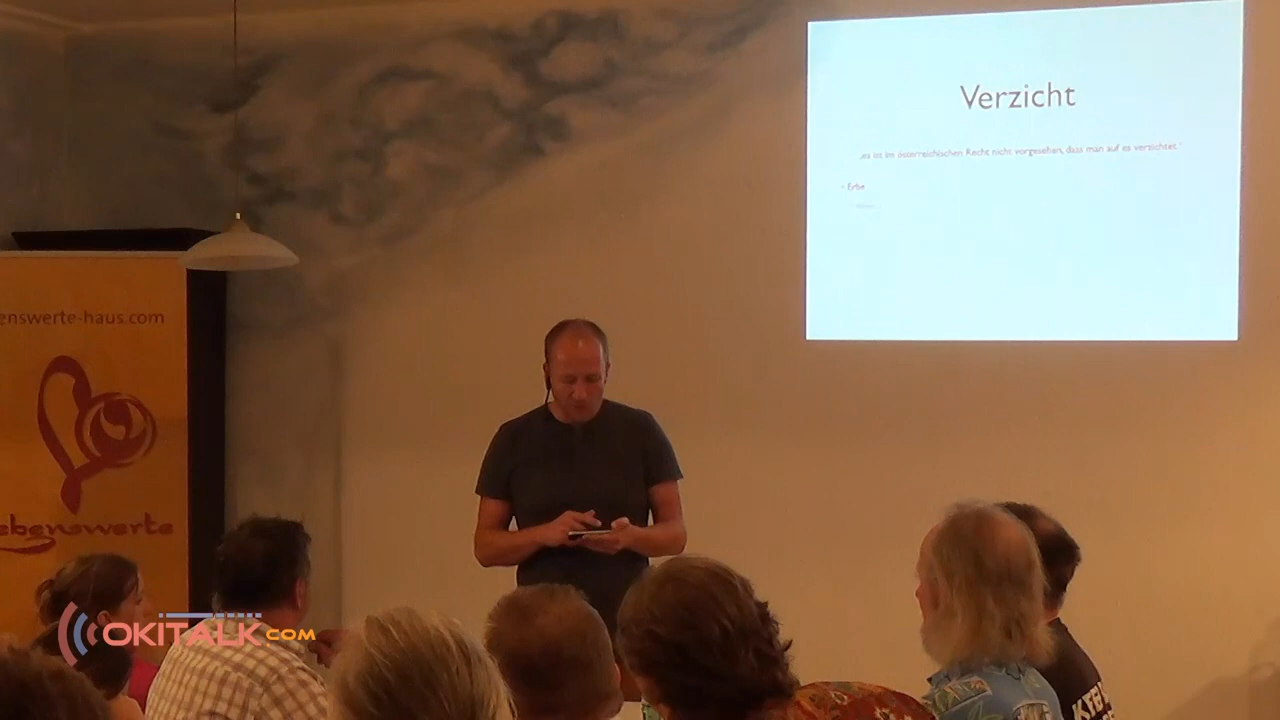 Verzicht
„es ist im österreichischen Recht nicht vorgesehen, dass man auf es verzichtet."
- Erbe
enswerte-haus.com
ebenswerte
OKITALK.COM